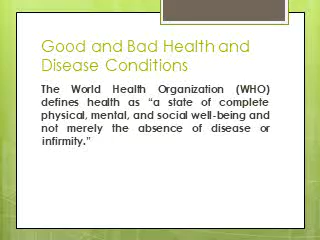 Good and Bad Health and
Disease Conditions
The World Health Organization (WHO)
defines health as “a state of complete
physical, mental, and social well-being and
not merely the absence of disease or
infirmity.”